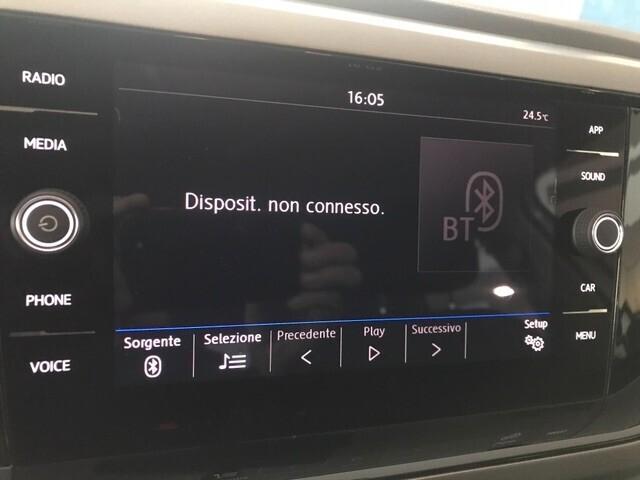 RADIO
MEDIA
PHONE
VOICE
16:05
24.5°C
Disposit. non connesso.
BT
Sorgente
Selezione
Precedente
Play
Successivo
Setup
APP
SOUND
CAR
MENU